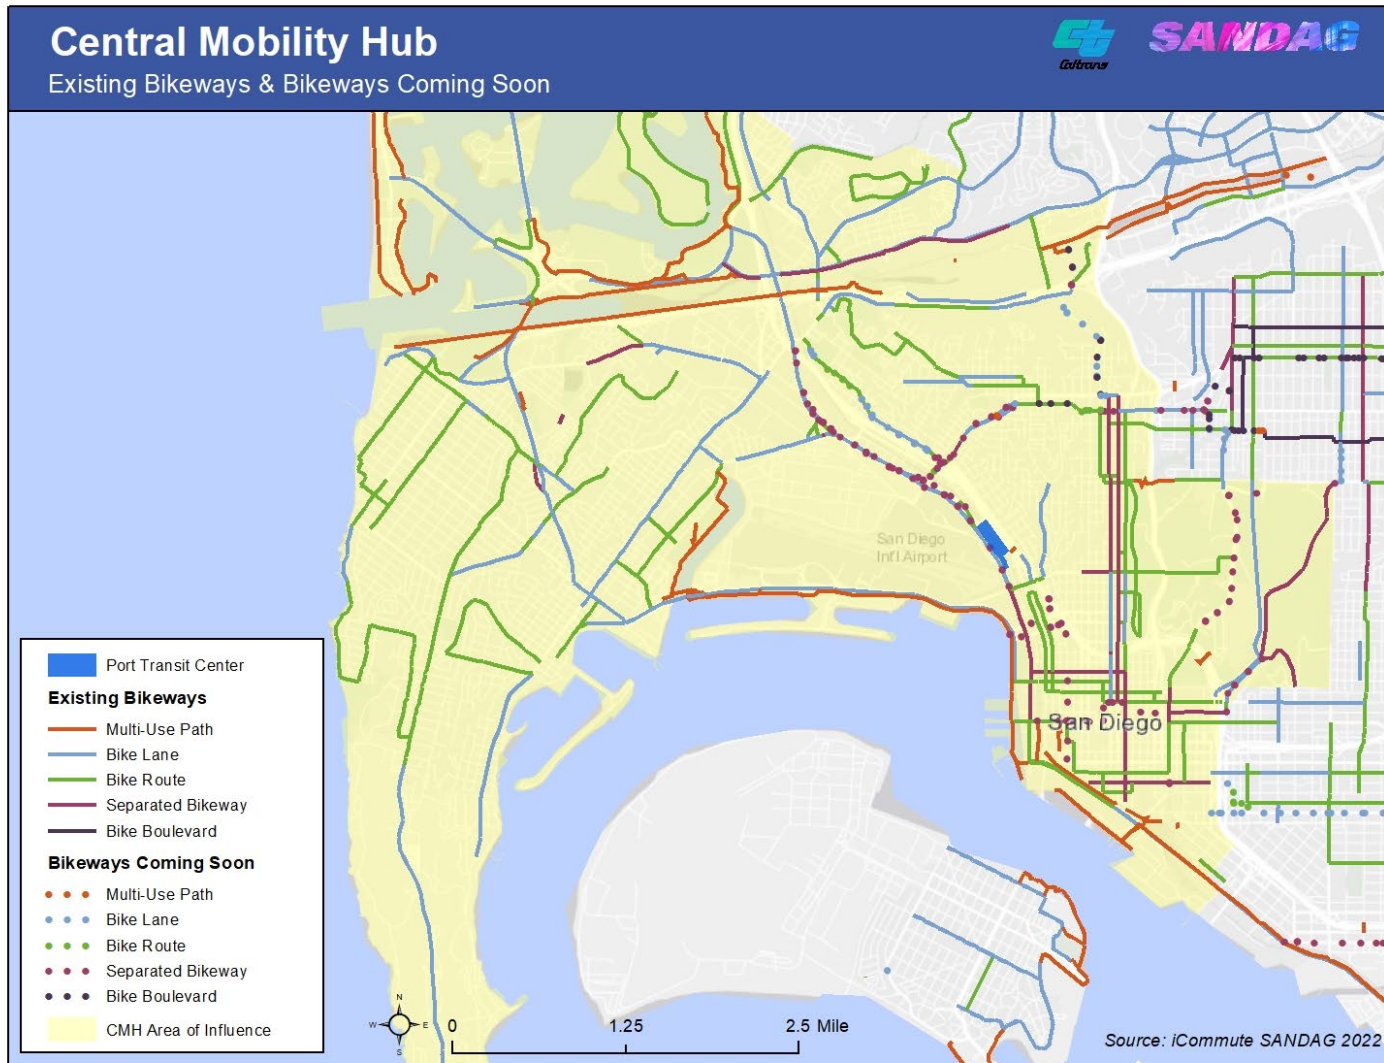 Central Mobility Hub
Existing Bikeways & Bikeways Coming Soon
Caltrans
SANDAG
San Diego
Int'l Airport
San Diego
Port Transit Center
Existing Bikeways
Multi-Use Path
Bike Lane
Bike Route
Separated Bikeway
Bike Boulevard
Bikeways Coming Soon
Multi-Use Path
Bike Lane
Bike Route
Separated Bikeway
Bike Boulevard
CMH Area of Influence
N
W E
S
0 1.25 2.5 Mile
Source: iCommute SANDAG 2022